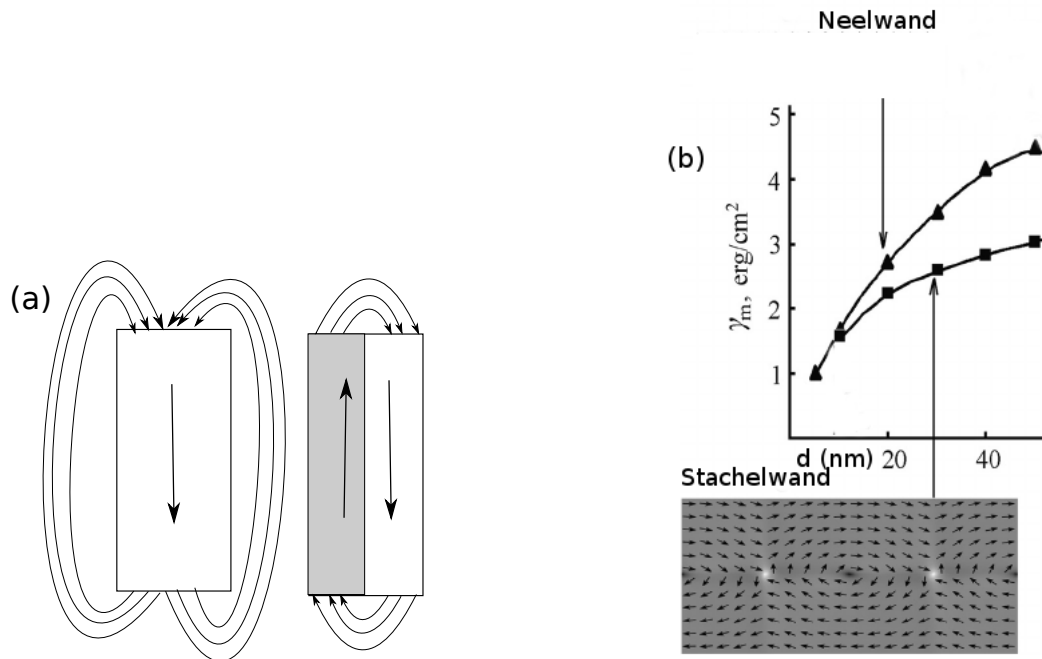 Neelwand
(a)
(b)
γm, erg/cm²
5
4
3
2
1
d (nm) 20 40
Stachelwand